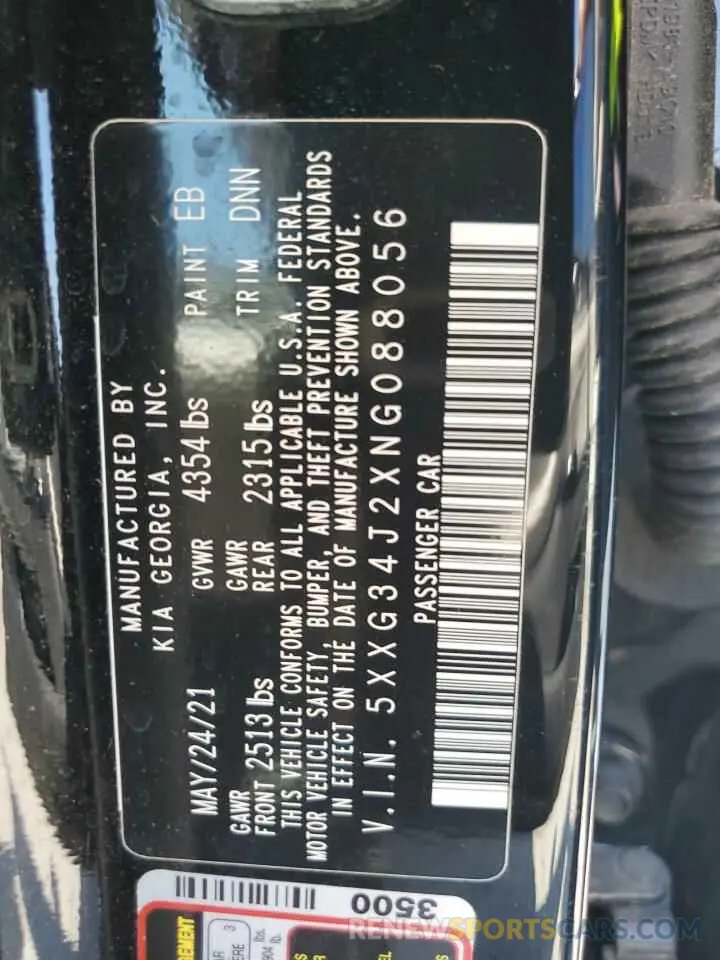 MANUFACTURED BY
KIA GEORGIA, INC.
MAY/24/21 GVWR 4354 lbs PAINT EB
GAWR FRONT 2513 lbs GAWR REAR 2315 lbs TRIM DNN
THIS VEHICLE CONFORMS TO ALL APPLICABLE U.S.A. FEDERAL
MOTOR VEHICLE SAFETY, BUMPER, AND THEFT PREVENTION STANDARDS
IN EFFECT ON THE DATE OF MANUFACTURE SHOWN ABOVE.
V.I.N. 5XXG34J2XNG088056
PASSENGER CAR
3500
RENEWSPORTSCARS.COM